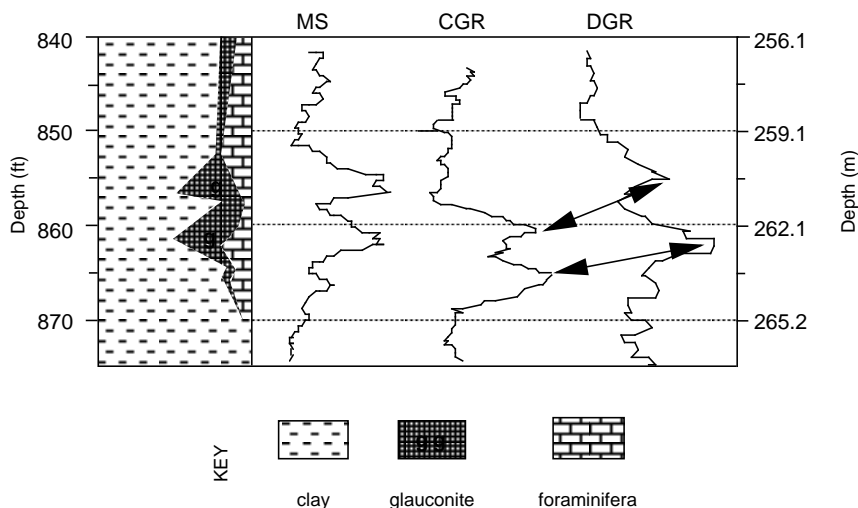 MS CGR DGR
840 256.1
850 259.1
860 262.1
870 265.2
Depth (ft)
Depth (m)
g
KEY
g g
clay glauconite foraminifera